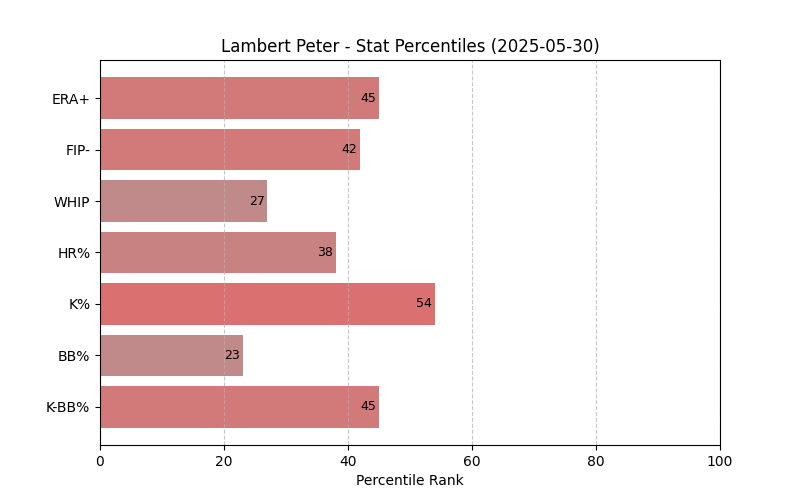 Lambert Peter - Stat Percentiles (2025-05-30)
ERA+ 45
FIP- 42
WHIP 27
HR% 38
K% 54
BB% 23
K-BB% 45
0 20 40 60 80 100
Percentile Rank